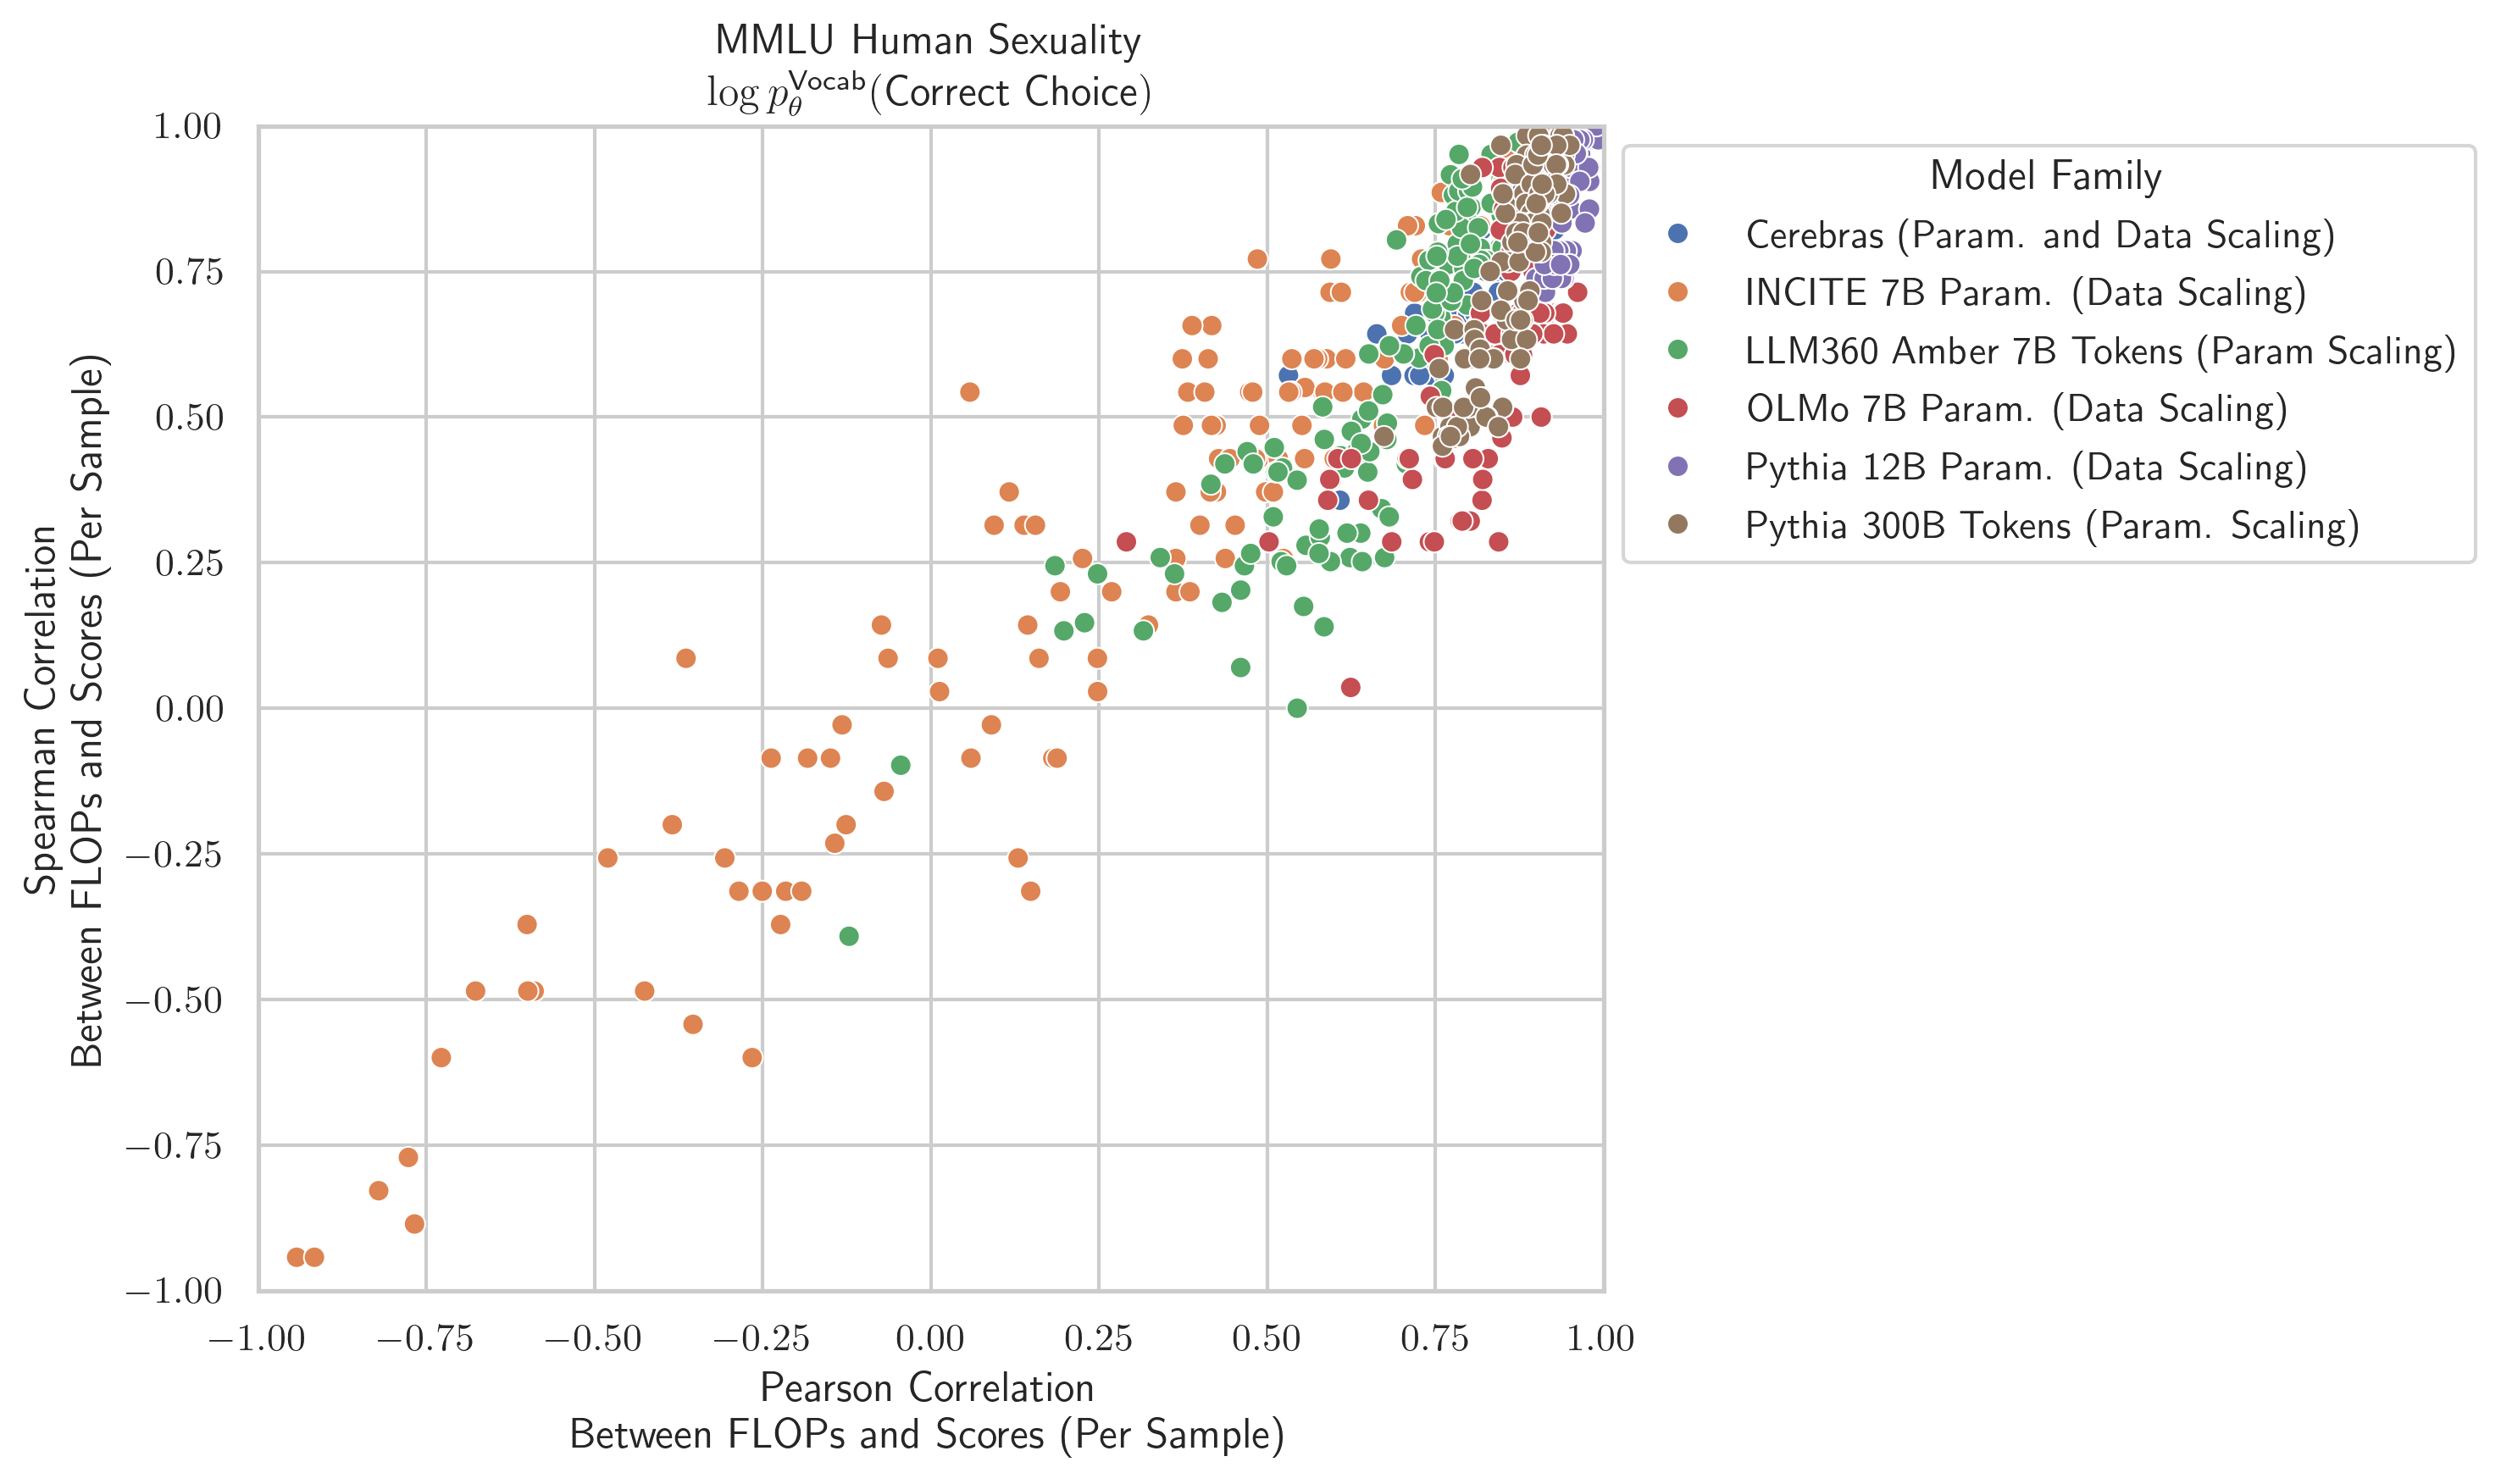 MMLU Human Sexuality
log p_θ^Vocab(Correct Choice)
Spearman Correlation
Between FLOPs and Scores (Per Sample)
1.00
0.75
0.50
0.25
0.00
−0.25
−0.50
−0.75
−1.00
−1.00 −0.75 −0.50 −0.25 0.00 0.25 0.50 0.75 1.00
Pearson Correlation
Between FLOPs and Scores (Per Sample)
Model Family
Cerebras (Param. and Data Scaling)
INCITE 7B Param. (Data Scaling)
LLM360 Amber 7B Tokens (Param Scaling)
OLMo 7B Param. (Data Scaling)
Pythia 12B Param. (Data Scaling)
Pythia 300B Tokens (Param. Scaling)